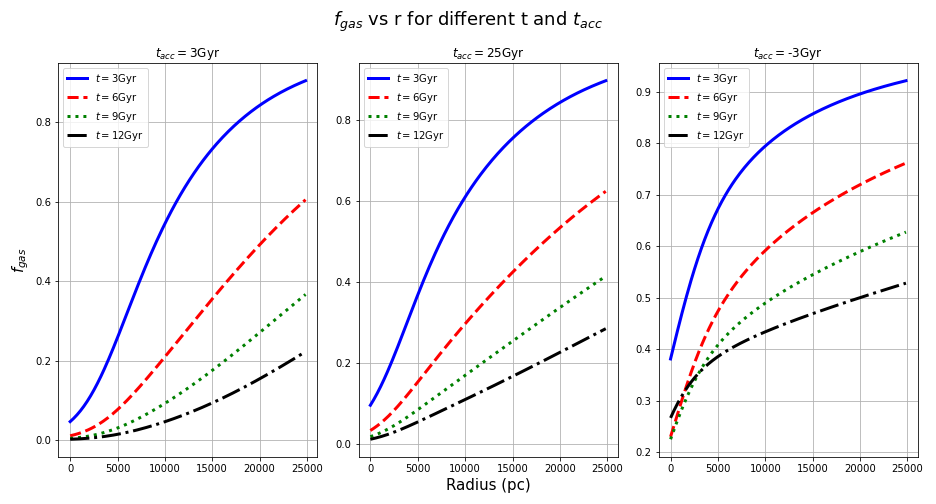 f_gas vs r for different t and t_acc
t_acc = 3Gyr
t = 3Gyr
t = 6Gyr
t = 9Gyr
t = 12Gyr
0.8
0.6
0.4
0.2
0.0
0 5000 10000 15000 20000 25000
f_gas
t_acc = 25Gyr
t = 3Gyr
t = 6Gyr
t = 9Gyr
t = 12Gyr
0.8
0.6
0.4
0.2
0.0
0 5000 10000 15000 20000 25000
Radius (pc)
t_acc = -3Gyr
t = 3Gyr
t = 6Gyr
t = 9Gyr
t = 12Gyr
0.9
0.8
0.7
0.6
0.5
0.4
0.3
0.2
0 5000 10000 15000 20000 25000